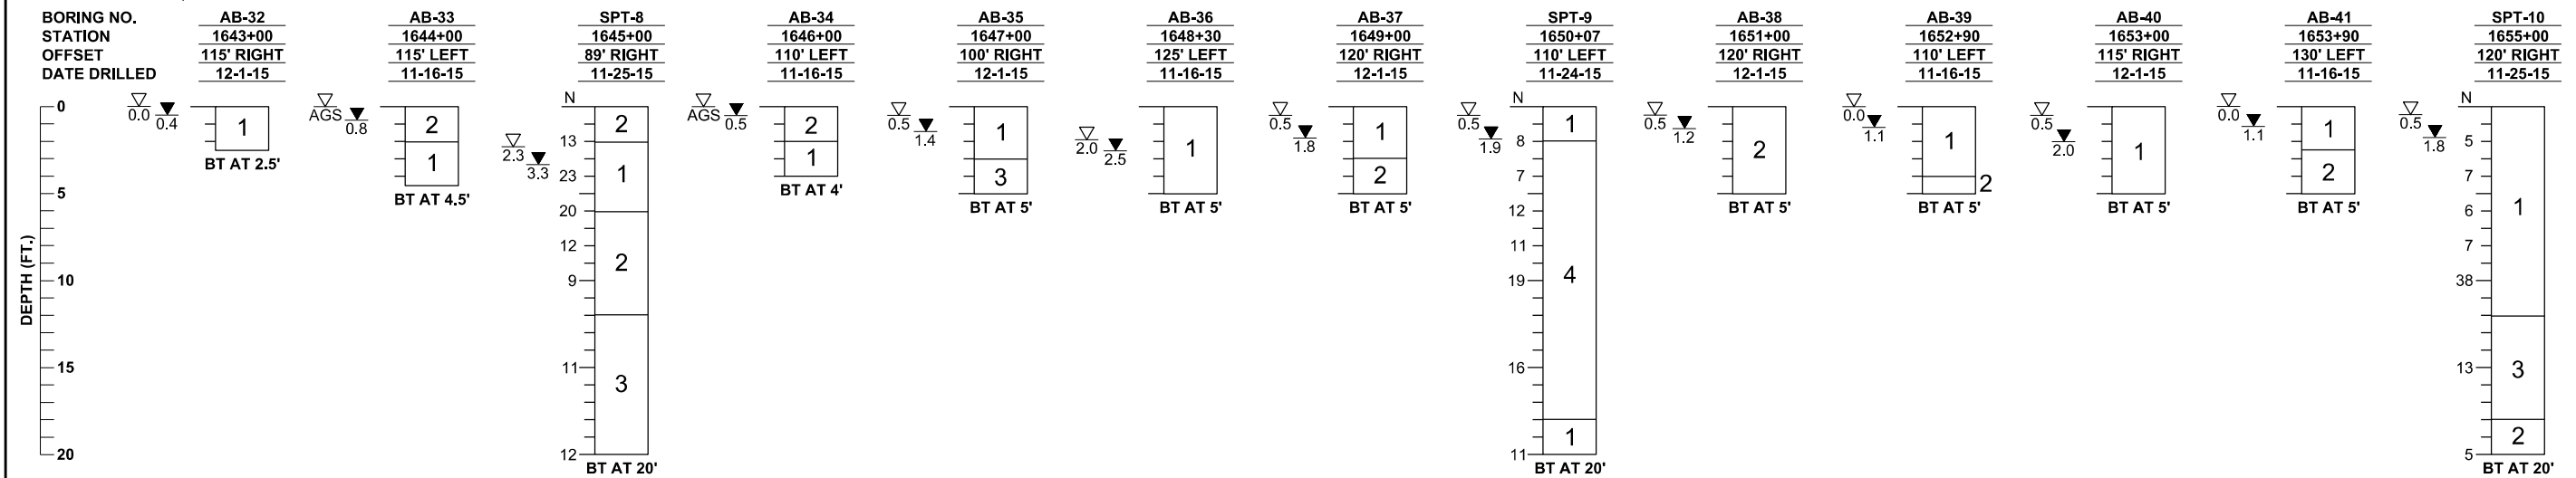 BORING NO. AB-32 AB-33 SPT-8 AB-34 AB-35 AB-36 AB-37 SPT-9 AB-38 AB-39 AB-40 AB-41 SPT-10
STATION 1643+00 1644+00 1645+00 1646+00 1647+00 1648+30 1649+00 1650+07 1651+00 1652+90 1653+00 1653+90 1655+00
OFFSET 115' RIGHT 115' LEFT 89' RIGHT 110' LEFT 100' RIGHT 125' LEFT 120' RIGHT 110' LEFT 120' RIGHT 110' LEFT 115' RIGHT 130' LEFT 120' RIGHT
DATE DRILLED 12-1-15 11-16-15 11-25-15 11-16-15 12-1-15 11-16-15 12-1-15 11-24-15 12-1-15 11-16-15 12-1-15 11-16-15 11-25-15
DEPTH (FT.)
0
5
10
15
20
0.0 0.4
1
BT AT 2.5'
AGS 0.8
2
1
BT AT 4.5'
2.3 3.3
N
13
23
20
12
9
11
12
2
1
2
3
BT AT 20'
AGS 0.5
2
1
BT AT 4'
0.5 1.4
1
3
BT AT 5'
2.0 2.5
1
BT AT 5'
0.5 1.8
1
2
BT AT 5'
0.5 1.9
N
8
7
12
11
19
16
11
1
4
1
BT AT 20'
0.5 1.2
2
BT AT 5'
0.0 1.1
1
2
BT AT 5'
0.5 2.0
1
BT AT 5'
0.0 1.1
1
2
BT AT 5'
0.5 1.8
N
5
7
6
7
38
13
5
1
3
2
BT AT 20'